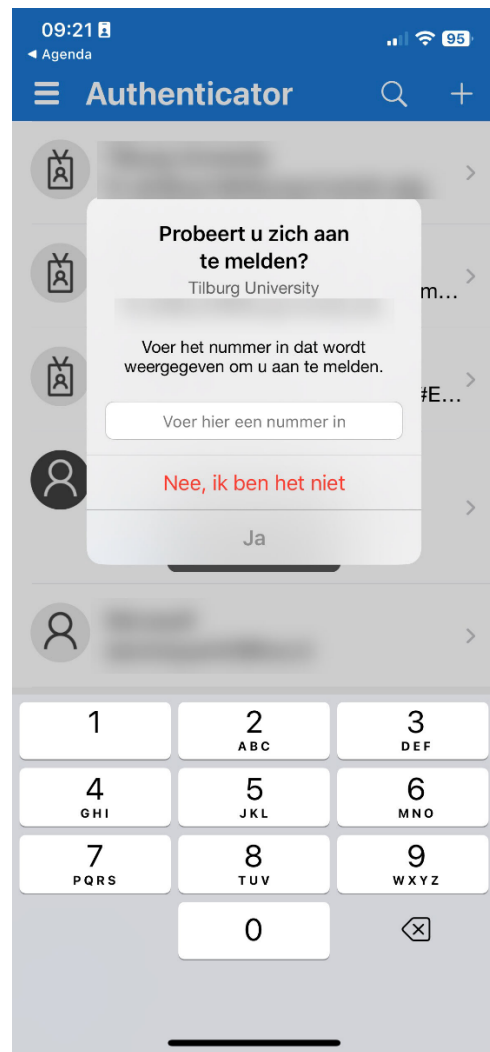 09:21
95
◀ Agenda
Authenticator
Probeert u zich aan
te melden?
Tilburg University
m...
Voer het nummer in dat wordt
weergegeven om u aan te melden.
#E...
Voer hier een nummer in
Nee, ik ben het niet
Ja
1
2
3
ABC
DEF
4
5
6
GHI
JKL
MNO
7
8
9
PQRS
TUV
WXYZ
0